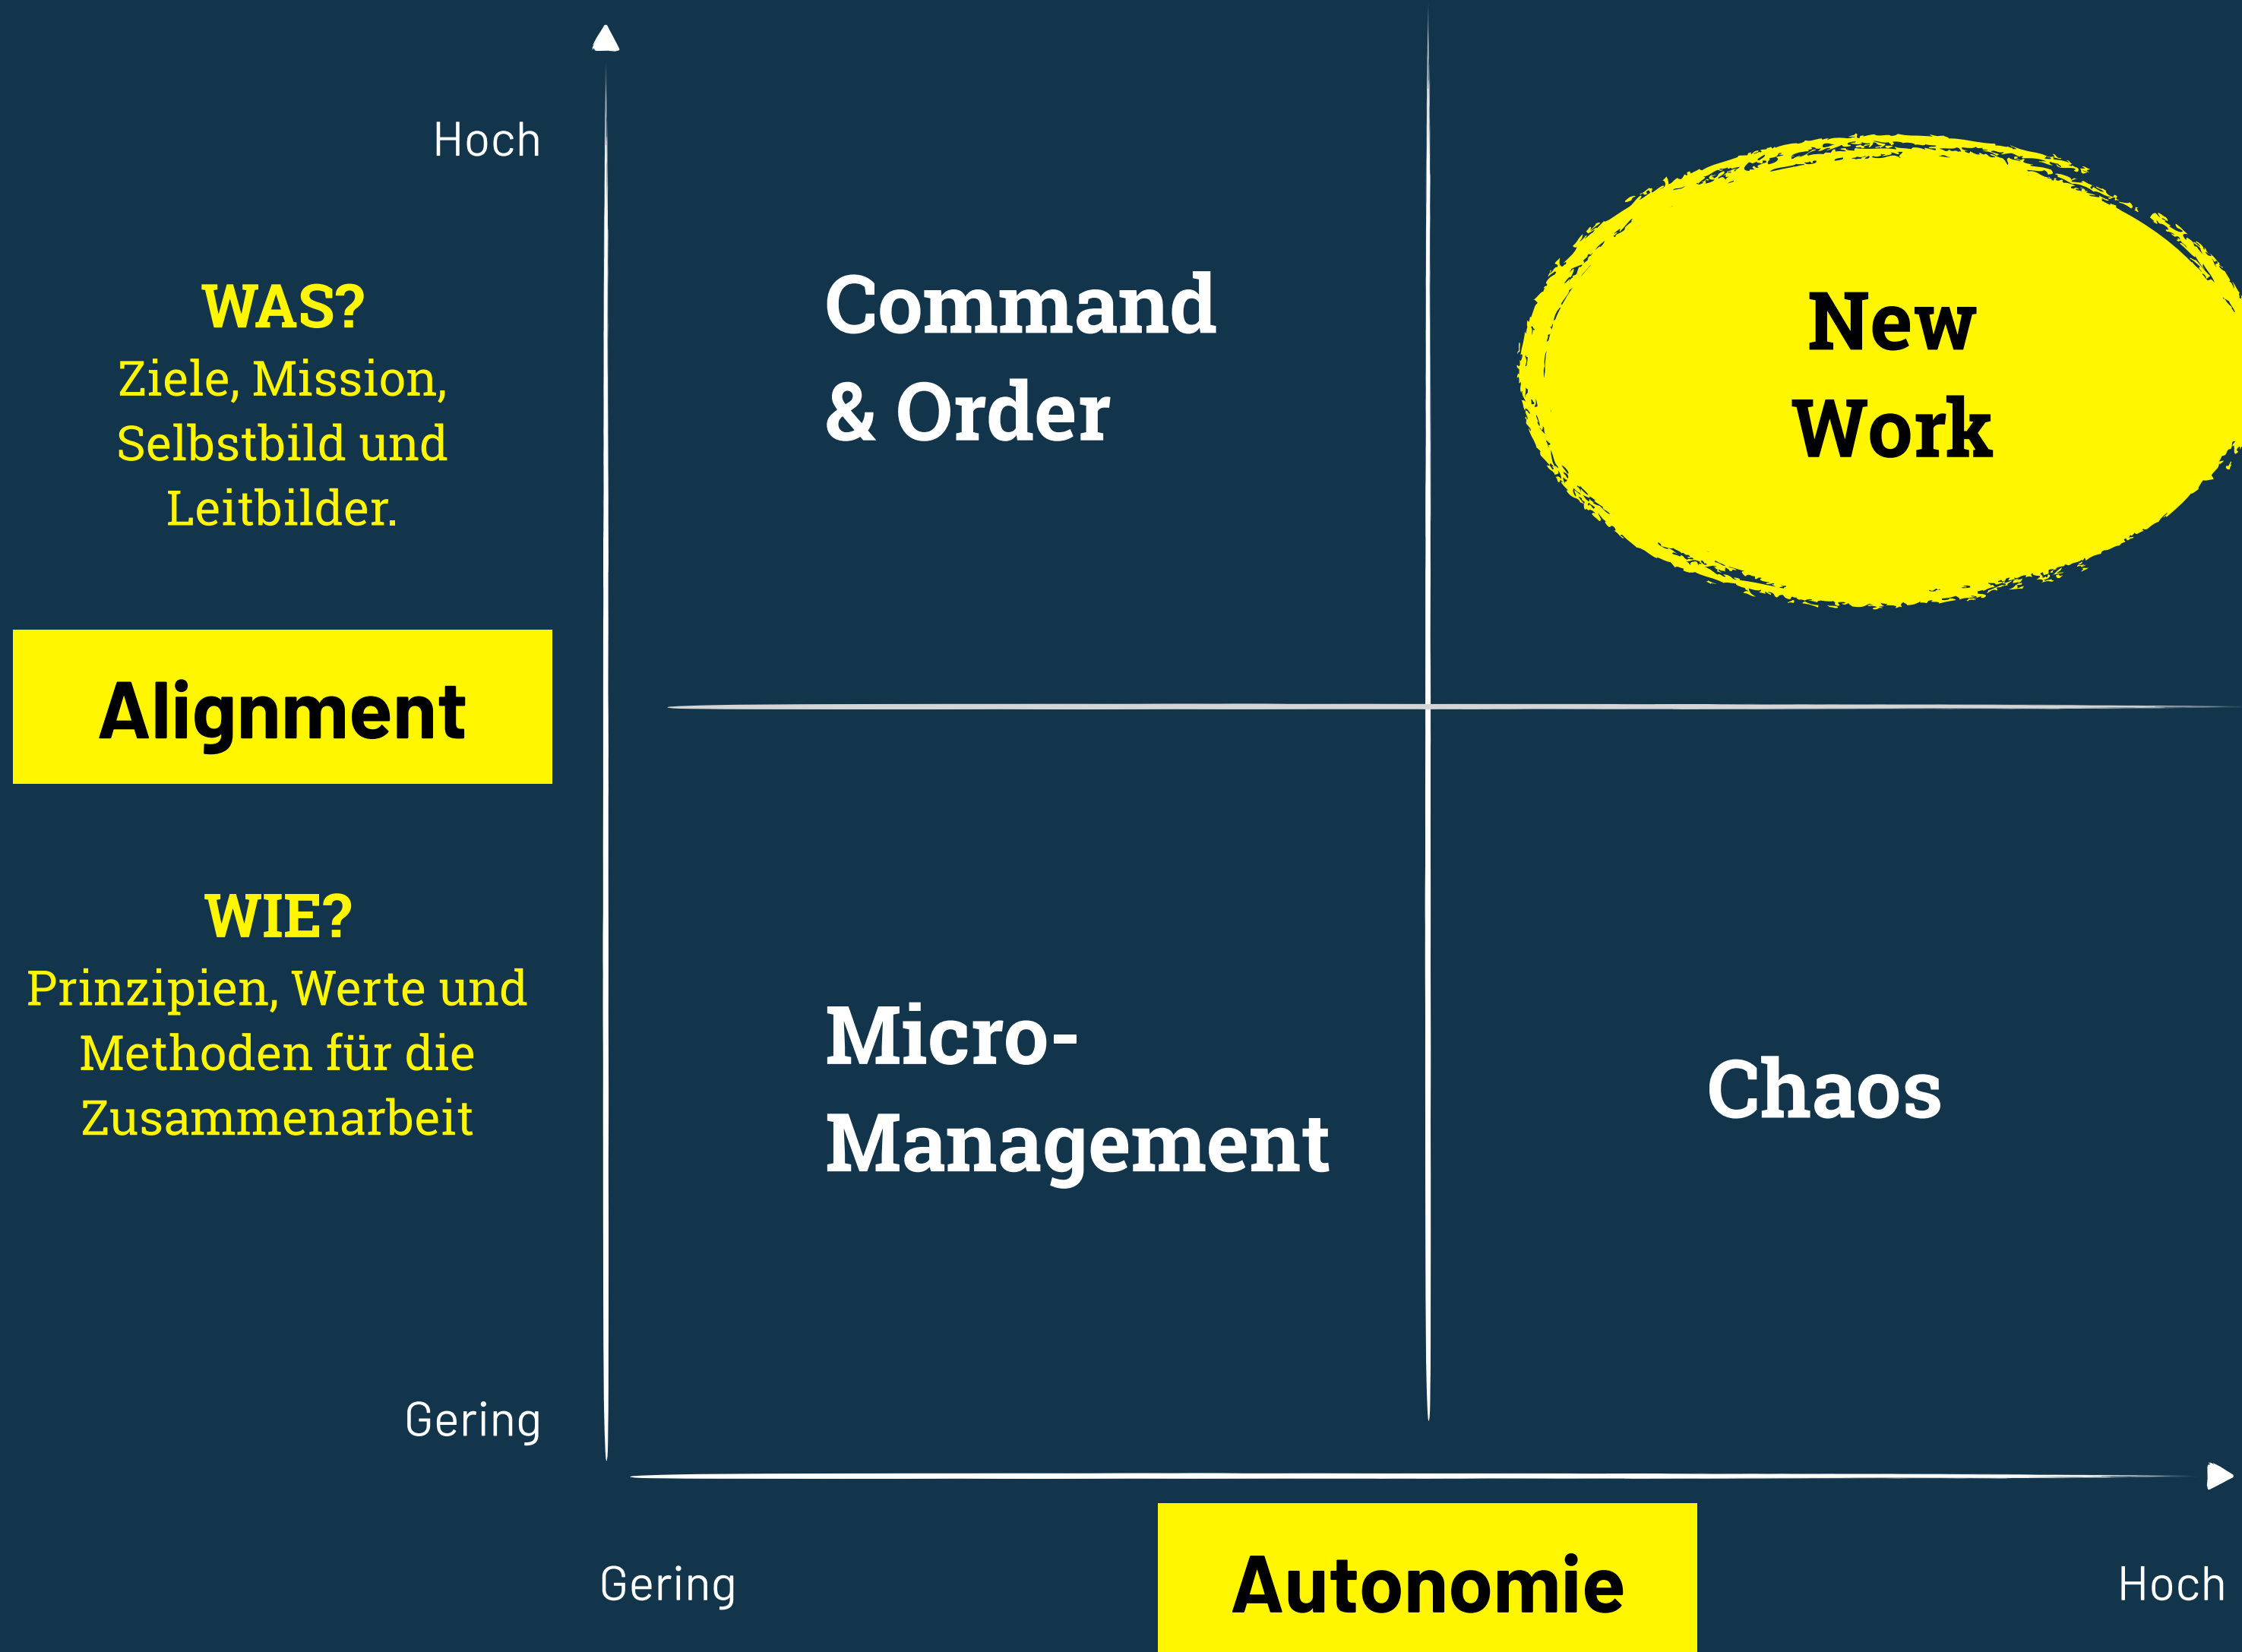 Hoch
WAS?
Ziele, Mission,
Selbstbild und
Leitbilder.
Alignment
WIE?
Prinzipien, Werte und
Methoden für die
Zusammenarbeit
Gering
Command
& Order
New
Work
Micro-
Management
Chaos
Gering
Autonomie
Hoch